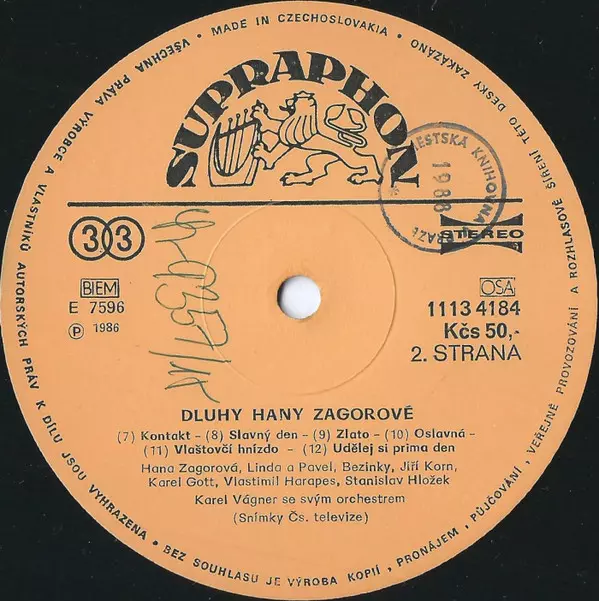 MADE IN CZECHOSLOVAKIA • VŠECHNA PRÁVA VÝROBCE A VLASTNÍKŮ AUTORSKÝCH PRÁV K DÍLU JSOU VYHRAZENA • BEZ SOUHLASU JE VÝROBA KOPIÍ, PRONÁJEM, PŮJČOVÁNÍ, VEŘEJNÉ PROVOZOVÁNÍ A ROZHLASOVÉ ŠÍŘENÍ TÉTO DESKY ZAKÁZÁNO •
SUPRAPHON
MĚSTSKÁ KNIHOVNA
1988
33
STEREO
BIEM
OSA
E 7596
1113 4184
Ⓟ 1986
Kčs 50,-
2. STRANA
DLUHY HANY ZAGOROVÉ
(7) Kontakt – (8) Slavný den – (9) Zlato – (10) Oslavná –
(11) Vlaštovčí hnízdo – (12) Udělej si prima den
Hana Zagorová, Linda a Pavel, Bezinky, Jiří Korn,
Karel Gott, Vlastimil Harapes, Stanislav Hložek
Karel Vágner se svým orchestrem
(Snímky Čs. televize)